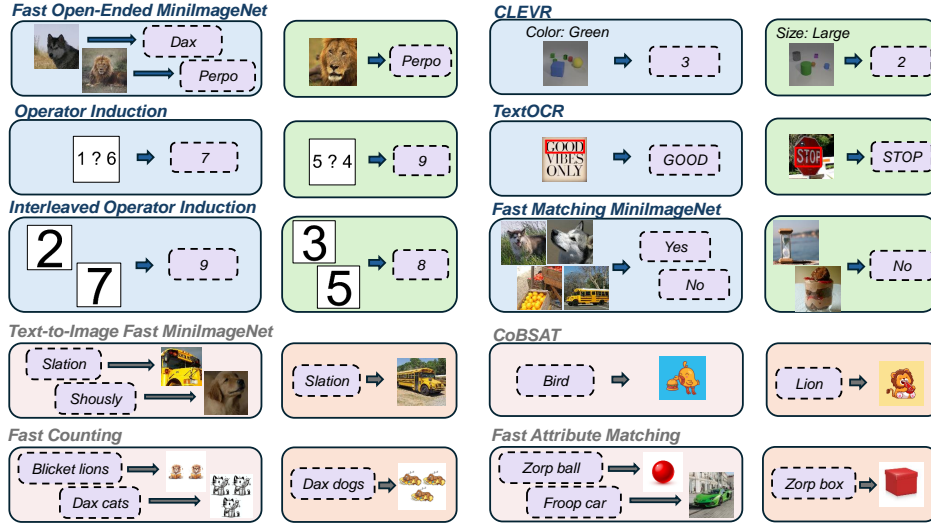 Fast Open-Ended MiniImageNet
Dax
Perpo
Perpo
CLEVR
Color: Green
3
Size: Large
2
Operator Induction
1 ? 6
7
5 ? 4
9
TextOCR
GOOD
VIBES
ONLY
GOOD
STOP
STOP
Interleaved Operator Induction
2
7
9
3
5
8
Fast Matching MiniImageNet
Yes
No
No
Text-to-Image Fast MiniImageNet
Slation
Shously
Slation
CoBSAT
Bird
Lion
Fast Counting
Blicket lions
Dax cats
Dax dogs
Fast Attribute Matching
Zorp ball
Froop car
Zorp box